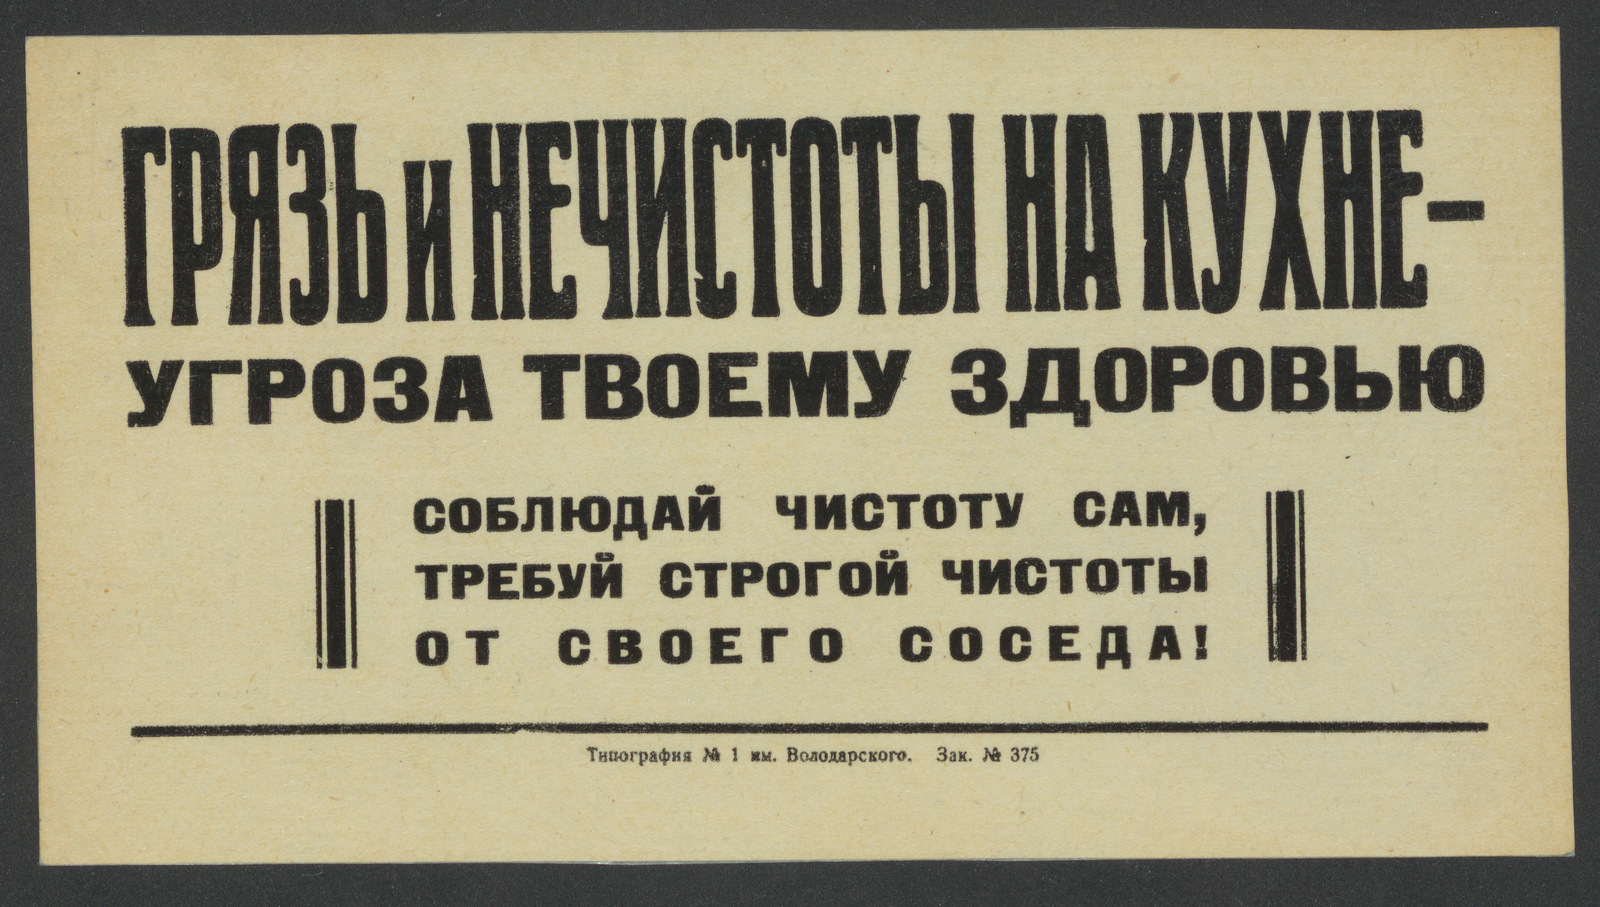 ГРЯЗЬ и НЕЧИСТОТЫ НА КУХНЕ—
УГРОЗА ТВОЕМУ ЗДОРОВЬЮ
СОБЛЮДАЙ ЧИСТОТУ САМ,
ТРЕБУЙ СТРОГОЙ ЧИСТОТЫ
ОТ СВОЕГО СОСЕДА!
Типография № 1 им. Володарского. Зак. № 375